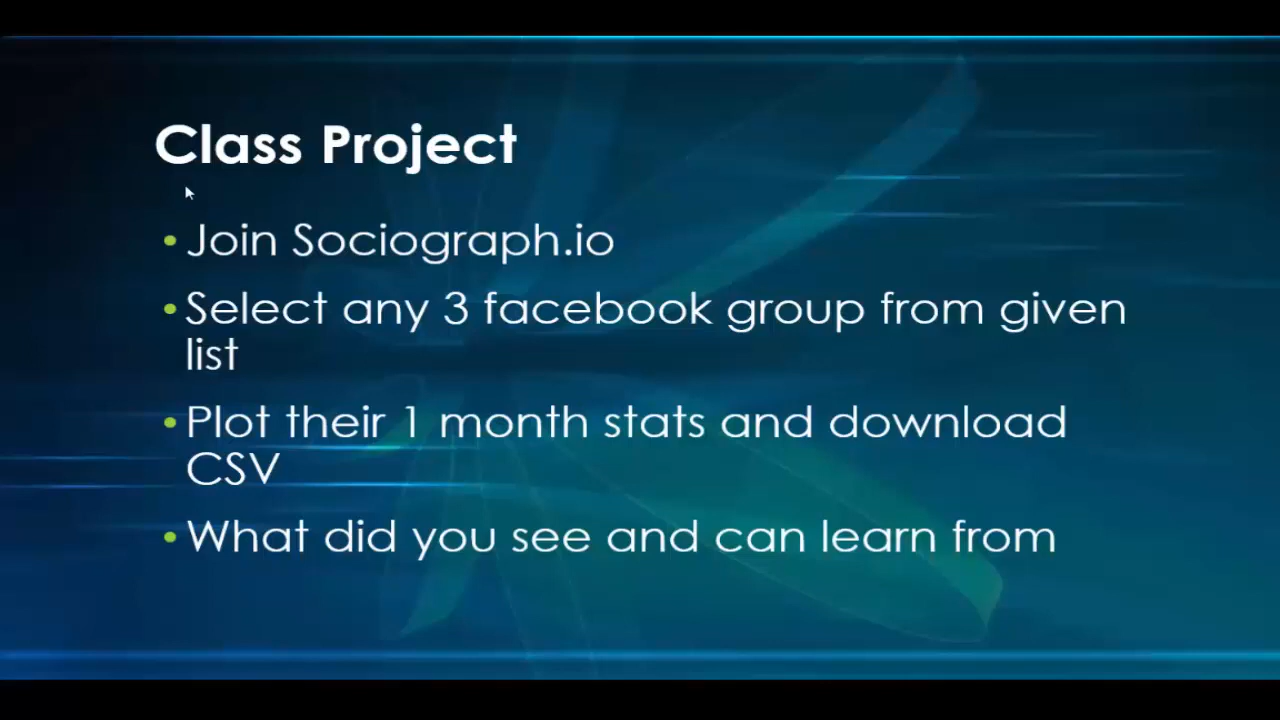 Class Project
• Join Sociograph.io
• Select any 3 facebook group from given
list
• Plot their 1 month stats and download
CSV
• What did you see and can learn from